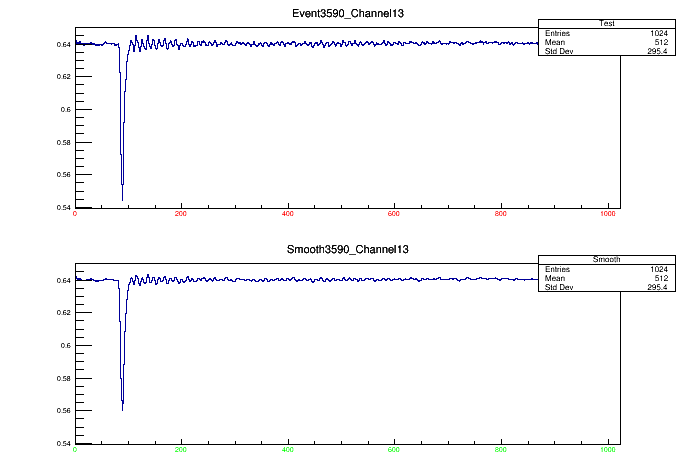 Event3590_Channel13
Test
Entries 1024
Mean 512
Std Dev 295.4
0.64
0.62
0.6
0.58
0.56
0.54
0 200 400 600 800 1000
Smooth3590_Channel13
Smooth
Entries 1024
Mean 512
Std Dev 295.4
0.64
0.62
0.6
0.58
0.56
0.54
0 200 400 600 800 1000